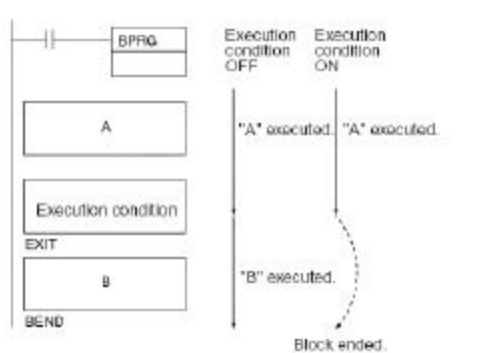 BPRG
Execution condition OFF
Execution condition ON
A
"A" executed.
"A" executed.
Execution condition
EXIT
B
"B" executed.
BEND
Block ended.